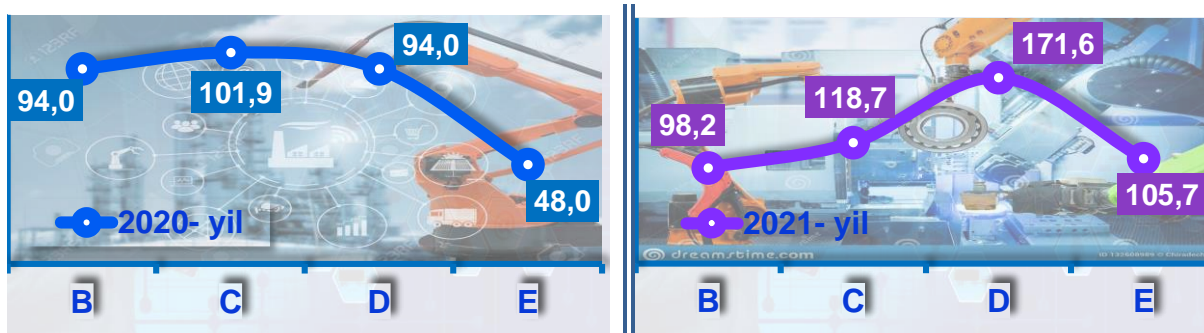 94,0
101,9
94,0
48,0
2020- yil
B
C
D
E
98,2
118,7
171,6
105,7
2021- yil
dreamstime.com
B
C
D
E